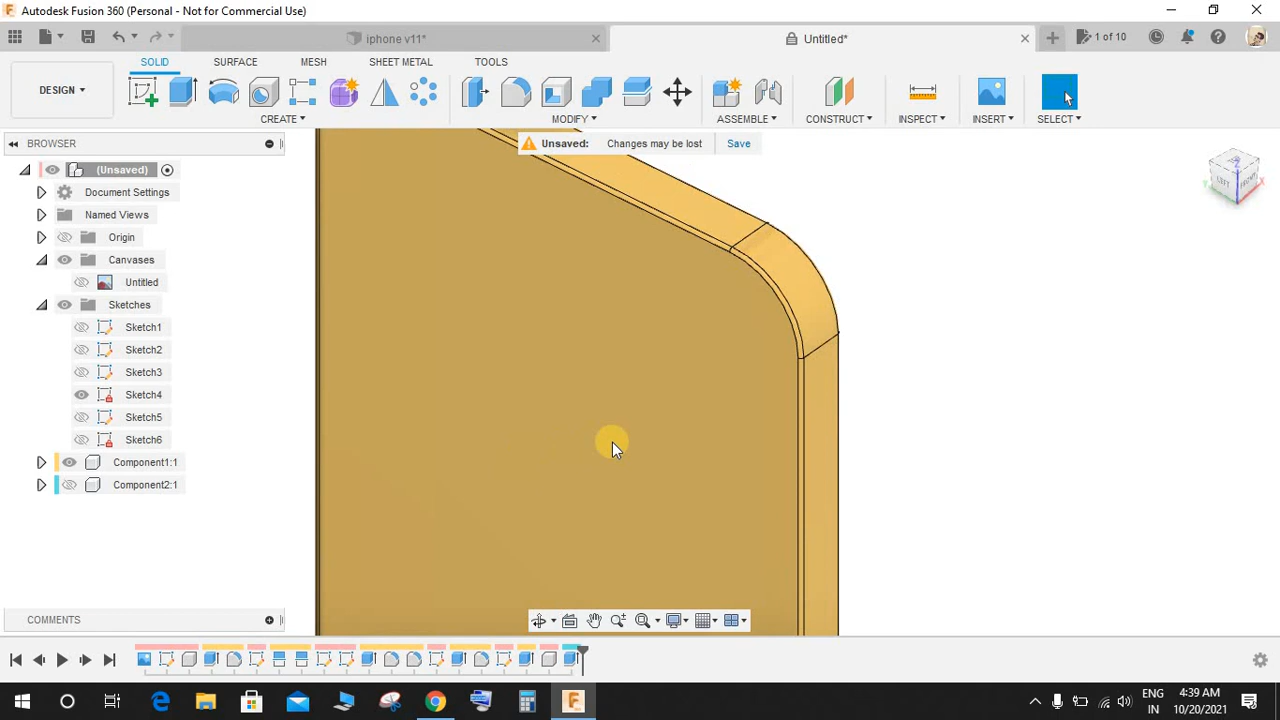 Autodesk Fusion 360 (Personal - Not for Commercial Use)
iphone v11*
Untitled*
1 of 10
DESIGN
SOLID SURFACE MESH SHEET METAL TOOLS
CREATE MODIFY ASSEMBLE CONSTRUCT INSPECT INSERT SELECT
BROWSER
Unsaved: Changes may be lost Save
(Unsaved)
Document Settings
Named Views
Origin
Canvases
Untitled
Sketches
Sketch1
Sketch2
Sketch3
Sketch4
Sketch5
Sketch6
Component1:1
Component2:1
LEFT FRONT
Z
X
Y
COMMENTS
ENG
IN
4:39 AM
10/20/2021